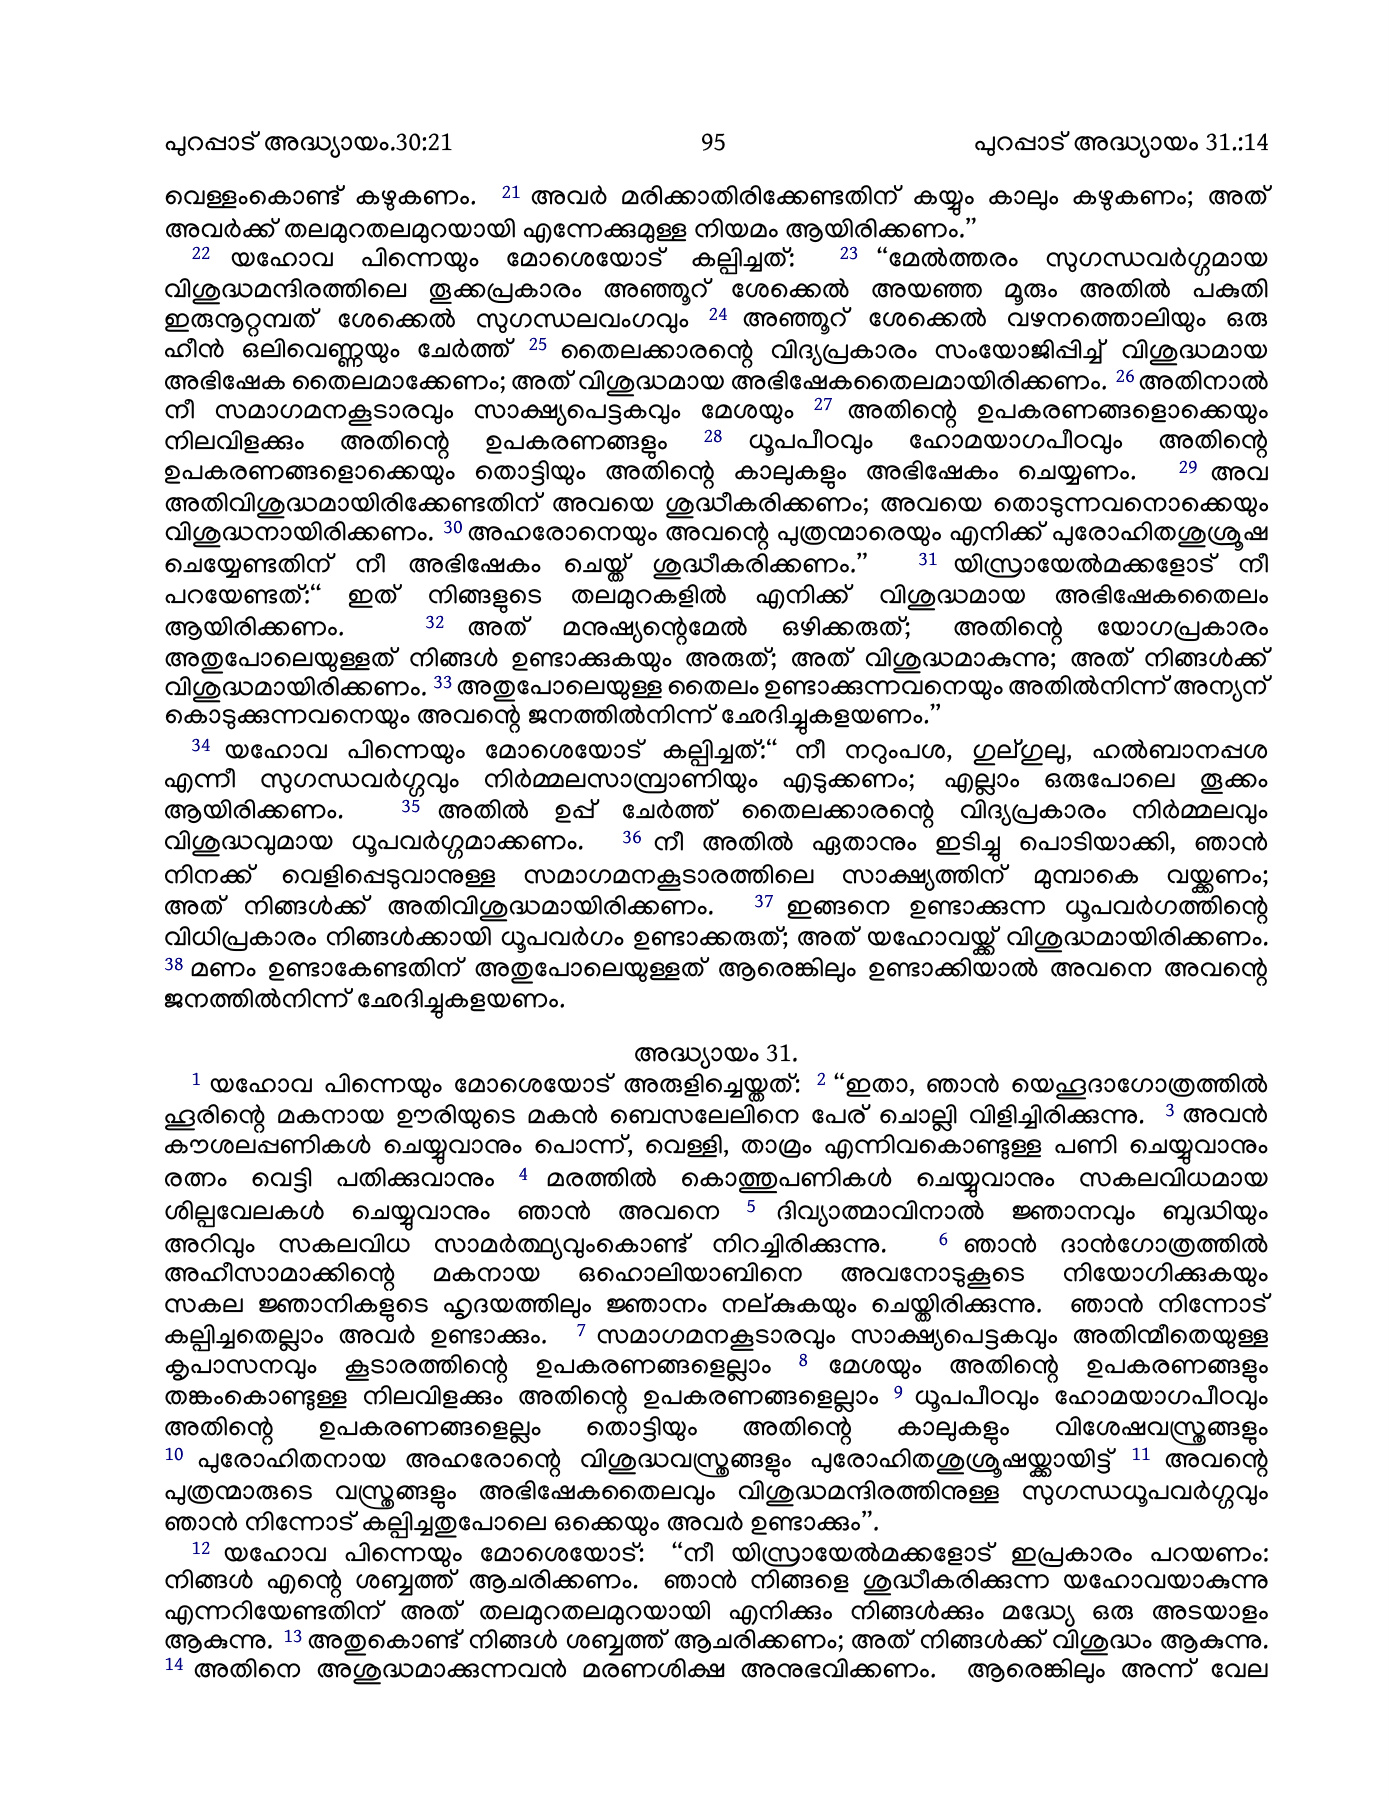 പുറപ്പാട് അദ്ധ്യായം.30:21 95 പുറപ്പാട് അദ്ധ്യായം 31.:14
വെള്ളംകൊണ്ട് കഴുകണം. 21 അവർ മരിക്കാതിരിക്കേണ്ടതിന് കയ്യും കാലും കഴുകണം; അത്
അവർക്ക് തലമുറതലമുറയായി എന്നേക്കുമുള്ള നിയമം ആയിരിക്കണം.”
22 യഹോവ പിന്നെയും മോശെയോട് കല്പിച്ചത്: 23 “മേൽത്തരം സുഗന്ധവർഗ്ഗമായ
വിശുദ്ധമന്ദിരത്തിലെ തൂക്കപ്രകാരം അഞ്ഞൂറ് ശേക്കെൽ അയഞ്ഞ മൂരും അതിൽ പകുതി
ഇരുനൂറ്റമ്പത് ശേക്കെൽ സുഗന്ധലവംഗവും 24 അഞ്ഞൂറ് ശേക്കെൽ വഴനത്തൊലിയും ഒരു
ഹീൻ ഒലിവെണ്ണയും ചേർത്ത് 25 തൈലക്കാരന്റെ വിദ്യപ്രകാരം സംയോജിപ്പിച്ച് വിശുദ്ധമായ
അഭിഷേക തൈലമാക്കേണം; അത് വിശുദ്ധമായ അഭിഷേകതൈലമായിരിക്കണം. 26 അതിനാൽ
നീ സമാഗമനകൂടാരവും സാക്ഷ്യപെട്ടകവും മേശയും 27 അതിന്റെ ഉപകരണങ്ങളൊക്കെയും
നിലവിളക്കും അതിന്റെ ഉപകരണങ്ങളും 28 ധൂപപീഠവും ഹോമയാഗപീഠവും അതിന്റെ
ഉപകരണങ്ങളൊക്കെയും തൊട്ടിയും അതിന്റെ കാലുകളും അഭിഷേകം ചെയ്യണം. 29 അവ
അതിവിശുദ്ധമായിരിക്കേണ്ടതിന് അവയെ ശുദ്ധീകരിക്കണം; അവയെ തൊടുന്നവനൊക്കെയും
വിശുദ്ധനായിരിക്കണം. 30 അഹരോനെയും അവന്റെ പുത്രന്മാരെയും എനിക്ക് പുരോഹിതശുശ്രൂഷ
ചെയ്യേണ്ടതിന് നീ അഭിഷേകം ചെയ്ത് ശുദ്ധീകരിക്കണം.” 31 യിസ്രായേൽമക്കളോട് നീ
പറയേണ്ടത്:“ ഇത് നിങ്ങളുടെ തലമുറകളിൽ എനിക്ക് വിശുദ്ധമായ അഭിഷേകതൈലം
ആയിരിക്കണം. 32 അത് മനുഷ്യന്റെമേൽ ഒഴിക്കരുത്; അതിന്റെ യോഗപ്രകാരം
അതുപോലെയുള്ളത് നിങ്ങൾ ഉണ്ടാക്കുകയും അരുത്; അത് വിശുദ്ധമാകുന്നു; അത് നിങ്ങൾക്ക്
വിശുദ്ധമായിരിക്കണം. 33 അതുപോലെയുള്ള തൈലം ഉണ്ടാക്കുന്നവനെയും അതിൽനിന്ന് അന്യന്
കൊടുക്കുന്നവനെയും അവന്റെ ജനത്തിൽനിന്ന് ഛേദിച്ചുകളയണം.”
34 യഹോവ പിന്നെയും മോശെയോട് കല്പിച്ചത്:“ നീ നറുംപശ, ഗുല്ഗുലു, ഹൽബാനപ്പശ
എന്നീ സുഗന്ധവർഗ്ഗവും നിർമ്മലസാമ്പ്രാണിയും എടുക്കണം; എല്ലാം ഒരുപോലെ തൂക്കം
ആയിരിക്കണം. 35 അതിൽ ഉപ്പ് ചേർത്ത് തൈലക്കാരന്റെ വിദ്യപ്രകാരം നിർമ്മലവും
വിശുദ്ധവുമായ ധൂപവർഗ്ഗമാക്കണം. 36 നീ അതിൽ ഏതാനും ഇടിച്ചു പൊടിയാക്കി, ഞാൻ
നിനക്ക് വെളിപ്പെടുവാനുള്ള സമാഗമനകൂടാരത്തിലെ സാക്ഷ്യത്തിന് മുമ്പാകെ വയ്ക്കണം;
അത് നിങ്ങൾക്ക് അതിവിശുദ്ധമായിരിക്കണം. 37 ഇങ്ങനെ ഉണ്ടാക്കുന്ന ധൂപവർഗത്തിന്റെ
വിധിപ്രകാരം നിങ്ങൾക്കായി ധൂപവർഗം ഉണ്ടാക്കരുത്; അത് യഹോവയ്ക്ക് വിശുദ്ധമായിരിക്കണം.
38 മണം ഉണ്ടാകേണ്ടതിന് അതുപോലെയുള്ളത് ആരെങ്കിലും ഉണ്ടാക്കിയാൽ അവനെ അവന്റെ
ജനത്തിൽനിന്ന് ഛേദിച്ചുകളയണം.
അദ്ധ്യായം 31.
1 യഹോവ പിന്നെയും മോശെയോട് അരുളിച്ചെയ്തത്: 2 “ഇതാ, ഞാൻ യെഹൂദാഗോത്രത്തിൽ
ഹൂരിന്റെ മകനായ ഊരിയുടെ മകൻ ബെസലേലിനെ പേര് ചൊല്ലി വിളിച്ചിരിക്കുന്നു. 3 അവൻ
കൗശലപ്പണികൾ ചെയ്യുവാനും പൊന്ന്, വെള്ളി, താമ്രം എന്നിവകൊണ്ടുള്ള പണി ചെയ്യുവാനും
രത്നം വെട്ടി പതിക്കുവാനും 4 മരത്തിൽ കൊത്തുപണികൾ ചെയ്യുവാനും സകലവിധമായ
ശില്പവേലകൾ ചെയ്യുവാനും ഞാൻ അവനെ 5 ദിവ്യാത്മാവിനാൽ ജ്ഞാനവും ബുദ്ധിയും
അറിവും സകലവിധ സാമർത്ഥ്യവുംകൊണ്ട് നിറച്ചിരിക്കുന്നു. 6 ഞാൻ ദാൻഗോത്രത്തിൽ
അഹീസാമാക്കിന്റെ മകനായ ഒഹൊലിയാബിനെ അവനോടുകൂടെ നിയോഗിക്കുകയും
സകല ജ്ഞാനികളുടെ ഹൃദയത്തിലും ജ്ഞാനം നല്കുകയും ചെയ്തിരിക്കുന്നു. ഞാൻ നിന്നോട്
കല്പിച്ചതെല്ലാം അവർ ഉണ്ടാക്കും. 7 സമാഗമനകൂടാരവും സാക്ഷ്യപെട്ടകവും അതിന്മീതെയുള്ള
കൃപാസനവും കൂടാരത്തിന്റെ ഉപകരണങ്ങളെല്ലാം 8 മേശയും അതിന്റെ ഉപകരണങ്ങളും
തങ്കംകൊണ്ടുള്ള നിലവിളക്കും അതിന്റെ ഉപകരണങ്ങളെല്ലാം 9 ധൂപപീഠവും ഹോമയാഗപീഠവും
അതിന്റെ ഉപകരണങ്ങളെല്ലം തൊട്ടിയും അതിന്റെ കാലുകളും വിശേഷവസ്ത്രങ്ങളും
10 പുരോഹിതനായ അഹരോന്റെ വിശുദ്ധവസ്ത്രങ്ങളും പുരോഹിതശുശ്രൂഷയ്ക്കായിട്ട് 11 അവന്റെ
പുത്രന്മാരുടെ വസ്ത്രങ്ങളും അഭിഷേകതൈലവും വിശുദ്ധമന്ദിരത്തിനുള്ള സുഗന്ധധൂപവർഗ്ഗവും
ഞാൻ നിന്നോട് കല്പിച്ചതുപോലെ ഒക്കെയും അവർ ഉണ്ടാക്കും”.
12 യഹോവ പിന്നെയും മോശെയോട്: “നീ യിസ്രായേൽമക്കളോട് ഇപ്രകാരം പറയണം:
നിങ്ങൾ എന്റെ ശബ്ബത്ത് ആചരിക്കണം. ഞാൻ നിങ്ങളെ ശുദ്ധീകരിക്കുന്ന യഹോവയാകുന്നു
എന്നറിയേണ്ടതിന് അത് തലമുറതലമുറയായി എനിക്കും നിങ്ങൾക്കും മദ്ധ്യേ ഒരു അടയാളം
ആകുന്നു. 13 അതുകൊണ്ട് നിങ്ങൾ ശബ്ബത്ത് ആചരിക്കണം; അത് നിങ്ങൾക്ക് വിശുദ്ധം ആകുന്നു.
14 അതിനെ അശുദ്ധമാക്കുന്നവൻ മരണശിക്ഷ അനുഭവിക്കണം. ആരെങ്കിലും അന്ന് വേല